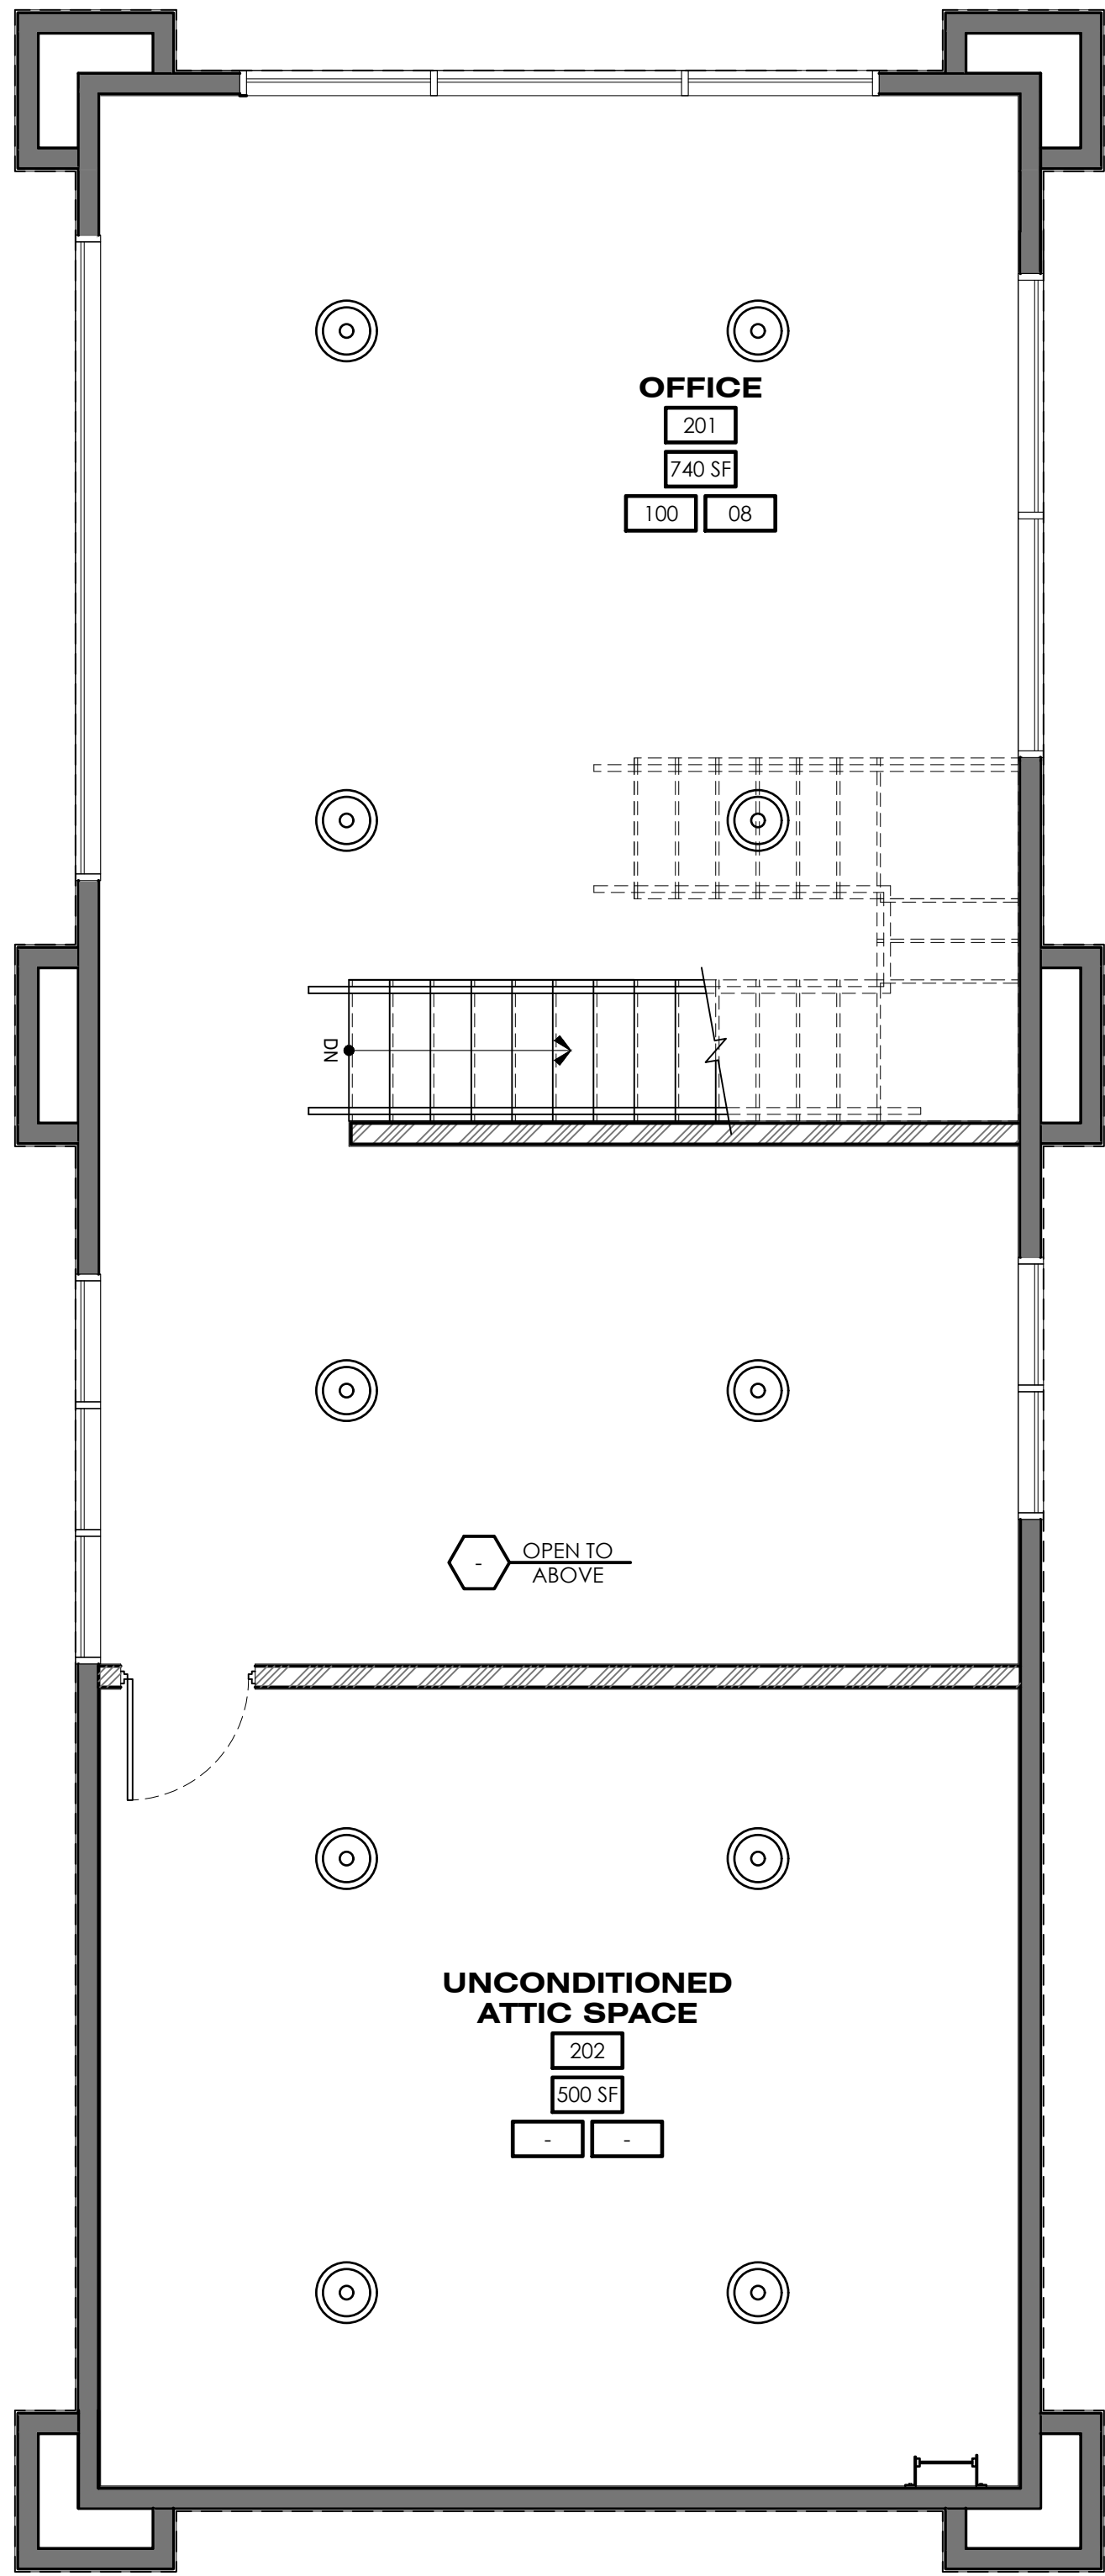 OFFICE
201
740 SF
100 08
DN
-
OPEN TO
ABOVE
UNCONDITIONED
ATTIC SPACE
202
500 SF
- -